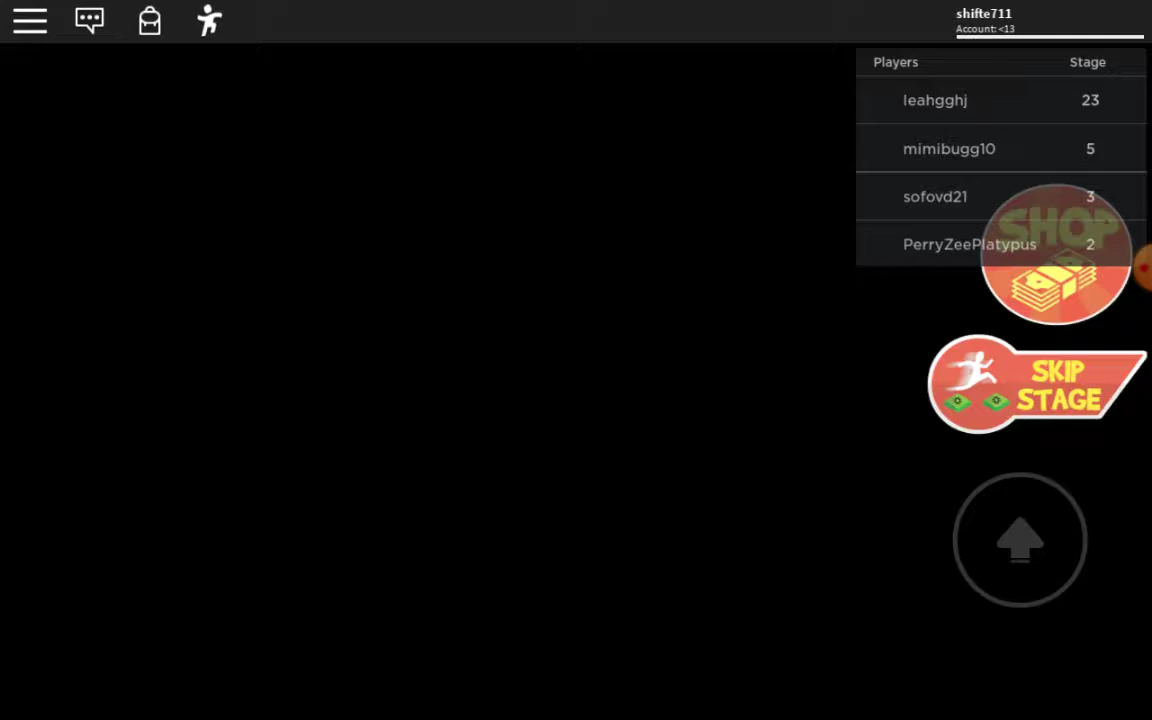 shifte711
Account: <13
Players Stage
leahgghj 23
mimibugg10 5
sofovd21 3
PerryZeePlatypus 2
SHOP
SKIP
STAGE